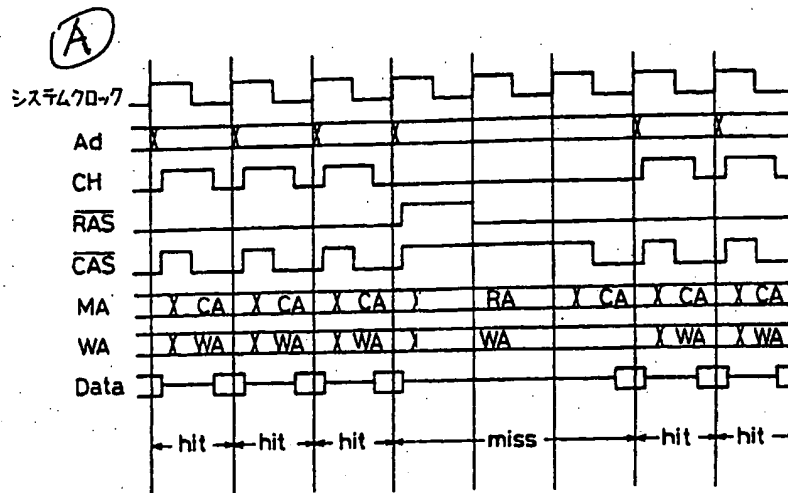 A
システムクロック
Ad
CH
RAS
CAS
MA CA CA CA RA CA CA CA
WA WA WA WA WA WA WA
Data
hit hit hit miss hit hit